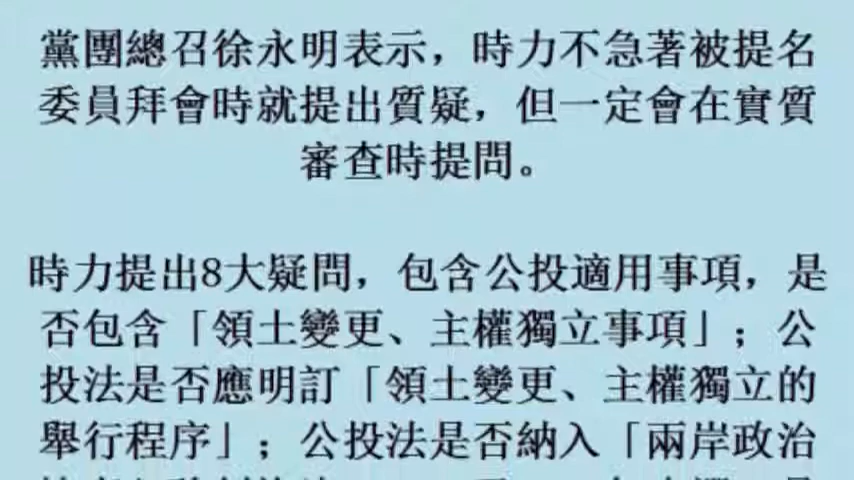 黨團總召徐永明表示，時力不急著被提名
委員拜會時就提出質疑，但一定會在實質
審查時提問。
時力提出8大疑問，包含公投適用事項，是
否包含「領土變更、主權獨立事項」；公
投法是否應明訂「領土變更、主權獨立的
舉行程序」；公投法是否納入「兩岸政治